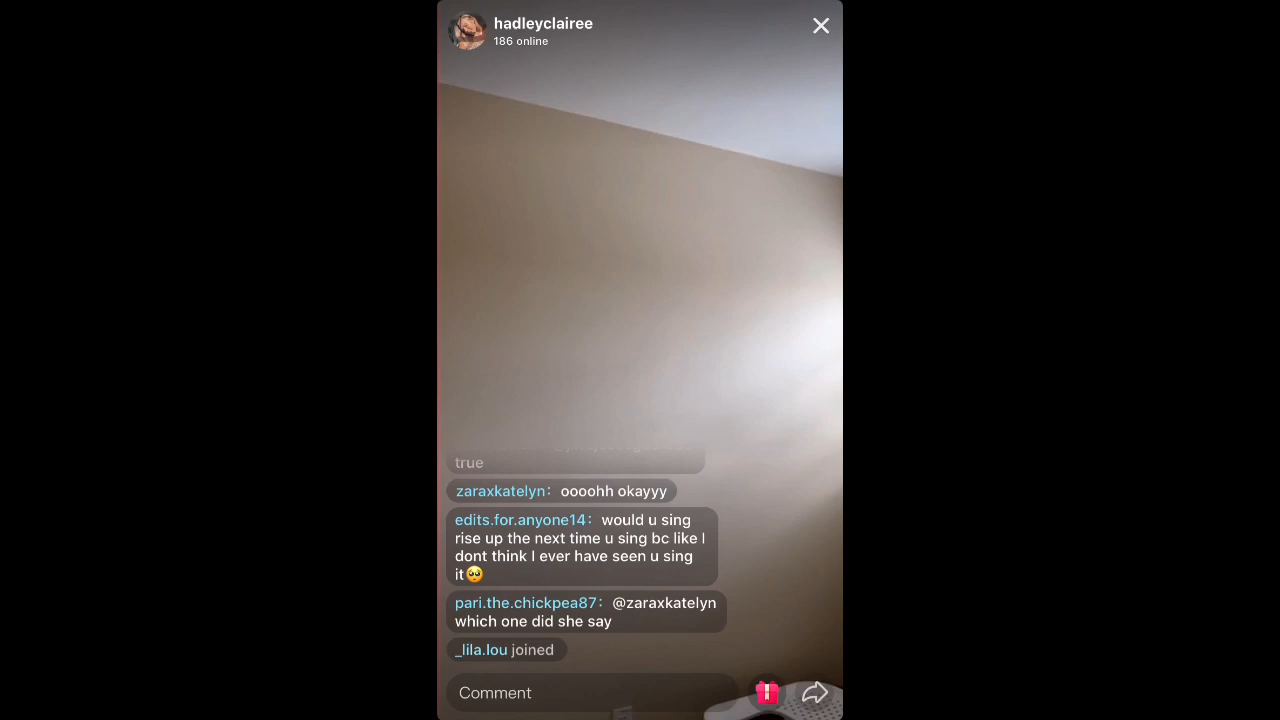 hadleyclairee
186 online
true
zaraxkatelyn: oooohh okayyy
edits.for.anyone14: would u sing
rise up the next time u sing bc like I
dont think I ever have seen u sing
it🥺
pari.the.chickpea87: @zaraxkatelyn
which one did she say
_lila.lou joined
Comment